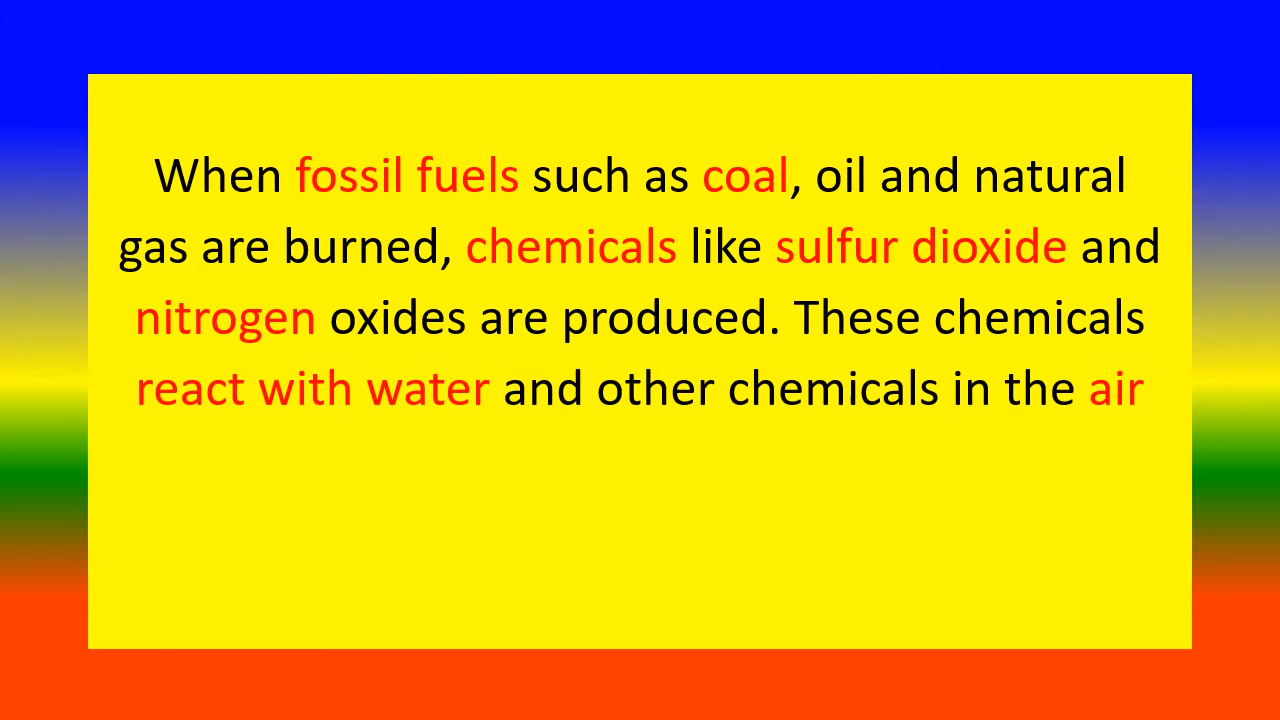 When fossil fuels such as coal, oil and natural
gas are burned, chemicals like sulfur dioxide and
nitrogen oxides are produced. These chemicals
react with water and other chemicals in the air